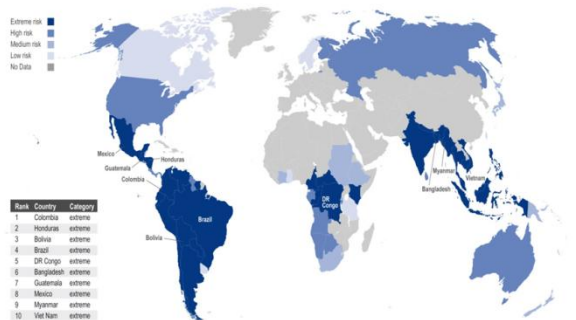 Extreme risk
High risk
Medium risk
Low risk
No Data
Mexico
Honduras
Guatemala
Colombia
Brazil
Bolivia
DR
Congo
Myanmar
Vietnam
Bangladesh
Rank Country Category
1 Colombia extreme
2 Honduras extreme
3 Bolivia extreme
4 Brazil extreme
5 DR Congo extreme
6 Bangladesh extreme
7 Guatemala extreme
8 Mexico extreme
9 Myanmar extreme
10 Viet Nam extreme